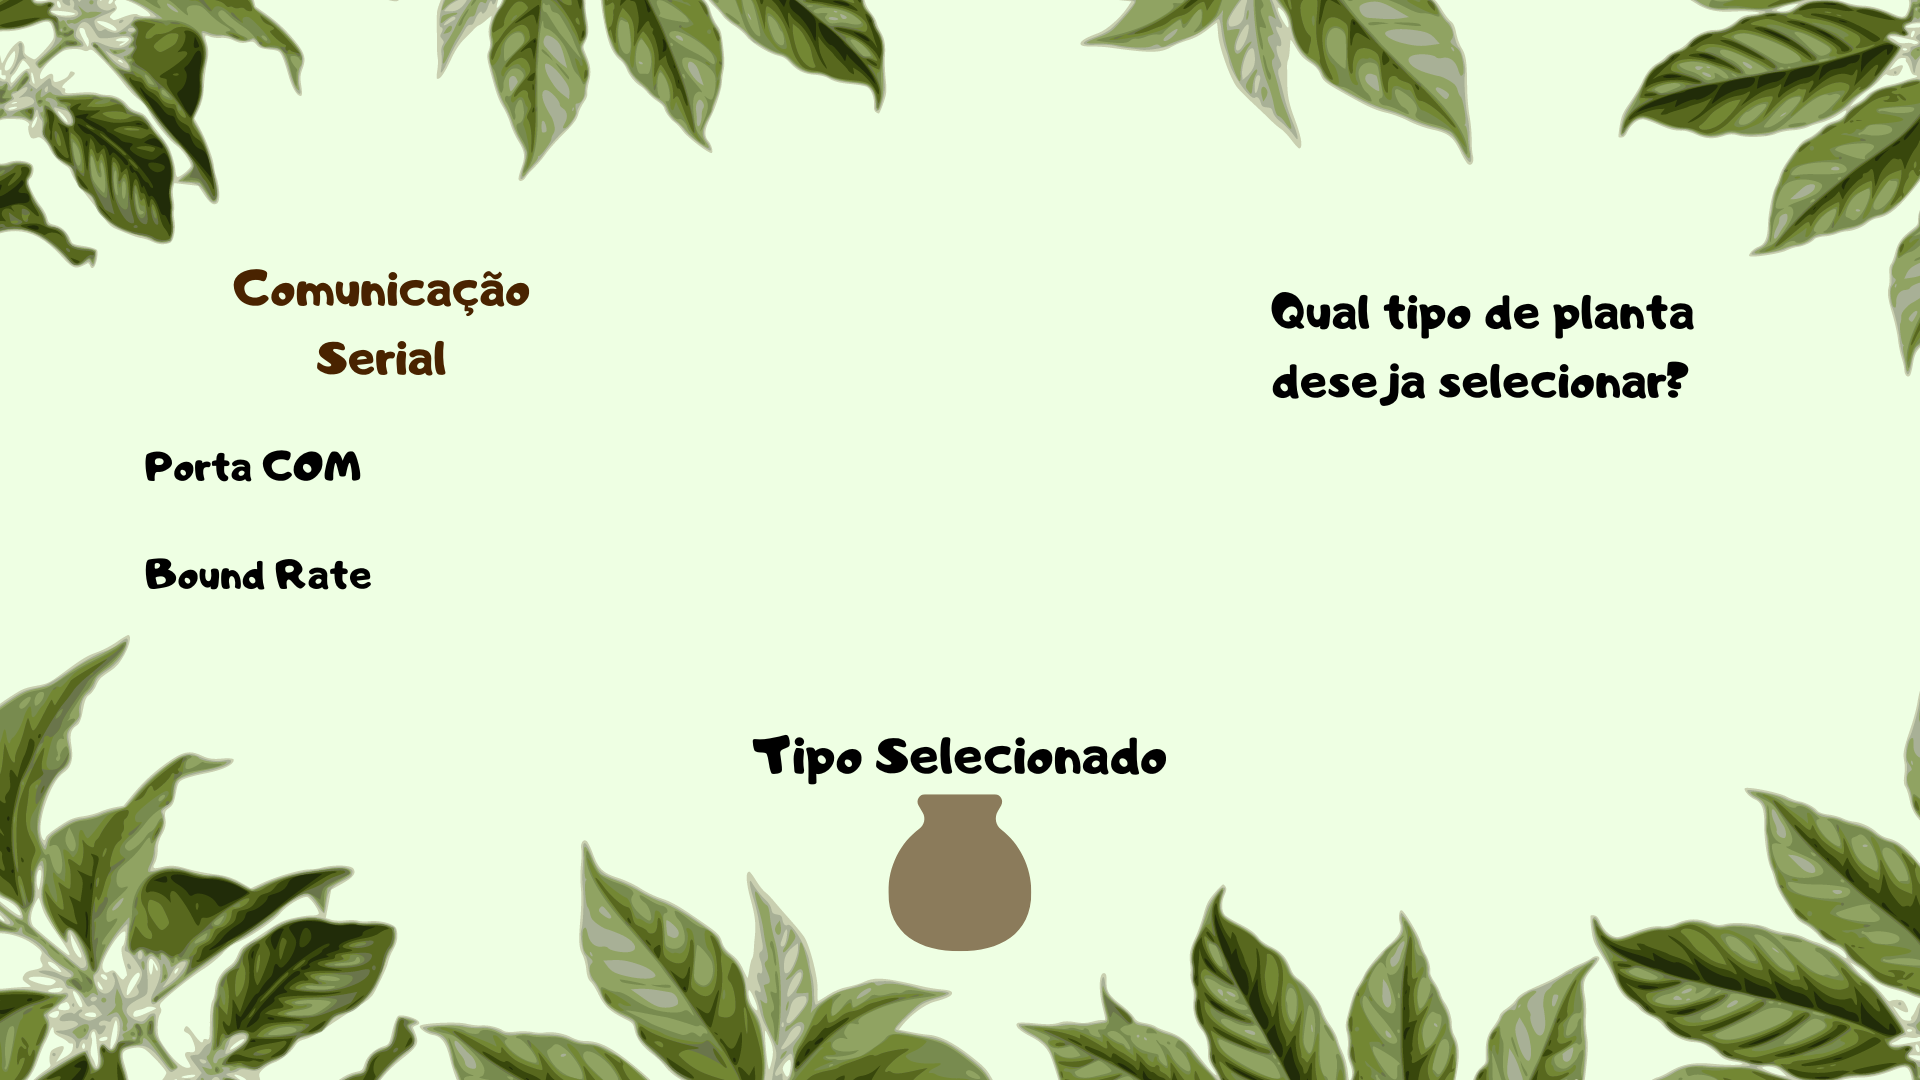 Comunicação
Serial
Porta COM
Bound Rate
Qual tipo de planta
deseja selecionar?
Tipo Selecionado